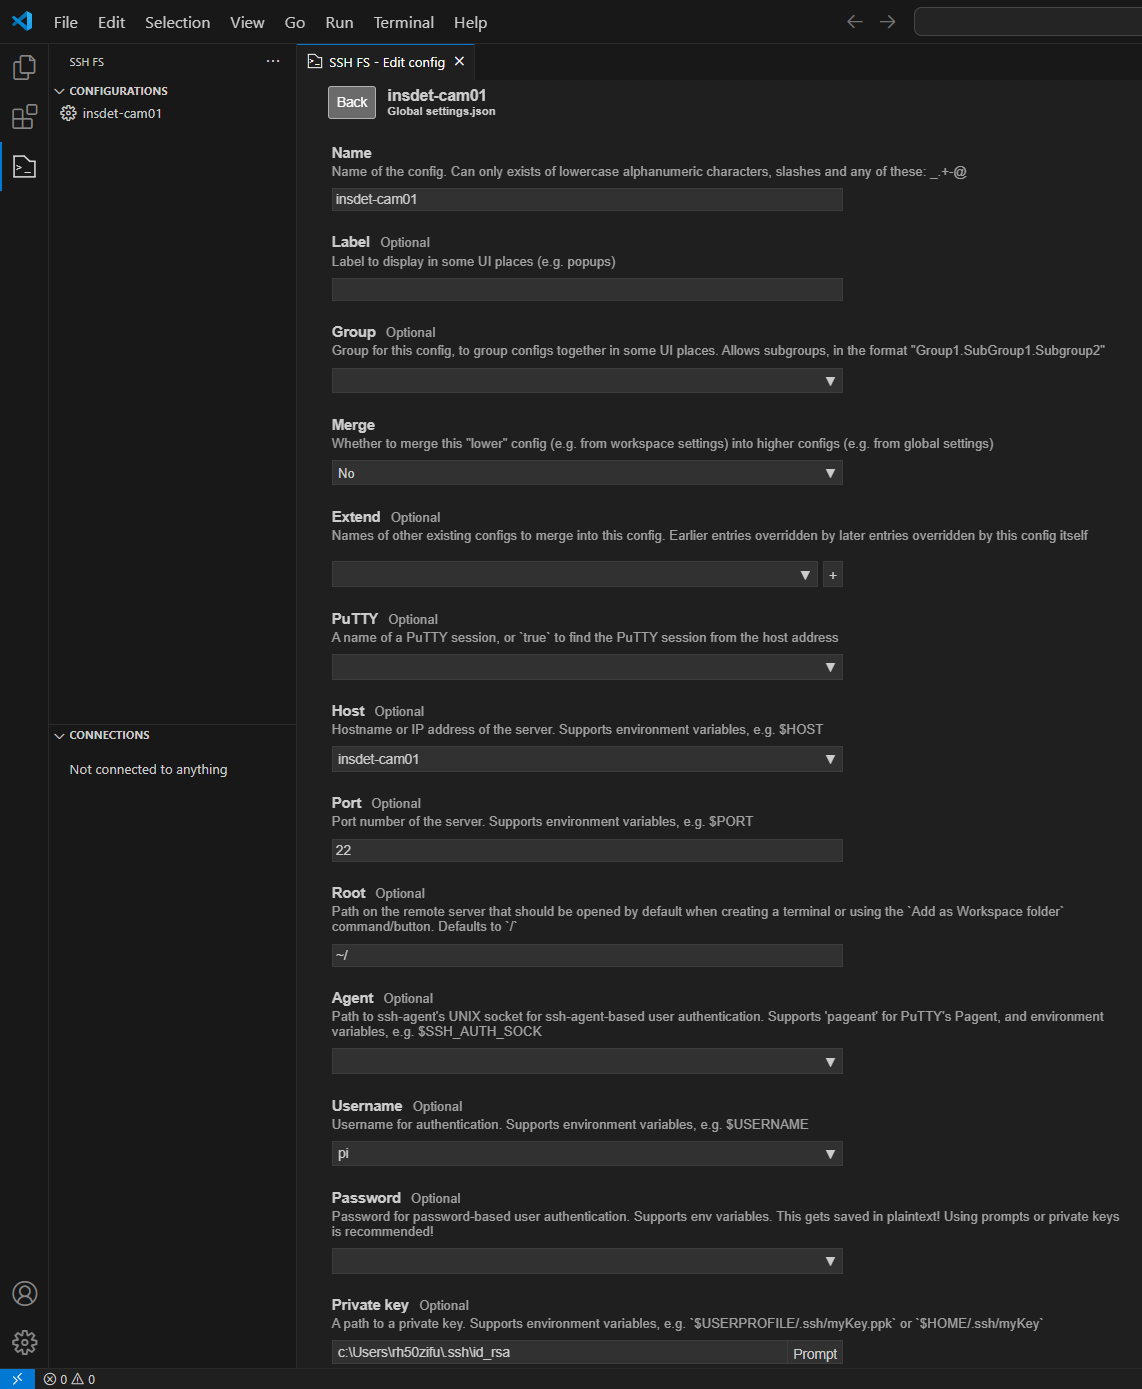 File Edit Selection View Go Run Terminal Help
SSH FS
SSH FS - Edit config
CONFIGURATIONS
insdet-cam01
Back
insdet-cam01
Global settings.json
Name
Name of the config. Can only exists of lowercase alphanumeric characters, slashes and any of these: _.+-@
insdet-cam01
Label Optional
Label to display in some UI places (e.g. popups)
Group Optional
Group for this config, to group configs together in some UI places. Allows subgroups, in the format "Group1.SubGroup1.Subgroup2"
Merge
Whether to merge this "lower" config (e.g. from workspace settings) into higher configs (e.g. from global settings)
No
Extend Optional
Names of other existing configs to merge into this config. Earlier entries overridden by later entries overridden by this config itself
+
PuTTY Optional
A name of a PuTTY session, or `true` to find the PuTTY session from the host address
Host Optional
Hostname or IP address of the server. Supports environment variables, e.g. $HOST
insdet-cam01
Port Optional
Port number of the server. Supports environment variables, e.g. $PORT
22
Root Optional
Path on the remote server that should be opened by default when creating a terminal or using the `Add as Workspace folder`
command/button. Defaults to `/`
~/
Agent Optional
Path to ssh-agent's UNIX socket for ssh-agent-based user authentication. Supports 'pageant' for PuTTY's Pagent, and environment
variables, e.g. $SSH_AUTH_SOCK
Username Optional
Username for authentication. Supports environment variables, e.g. $USERNAME
pi
Password Optional
Password for password-based user authentication. Supports env variables. This gets saved in plaintext! Using prompts or private keys
is recommended!
Private key Optional
A path to a private key. Supports environment variables, e.g. `$USERPROFILE/.ssh/myKey.ppk` or `$HOME/.ssh/myKey`
c:\Users\rh50zifu\.ssh\id_rsa Prompt
CONNECTIONS
Not connected to anything
0 0